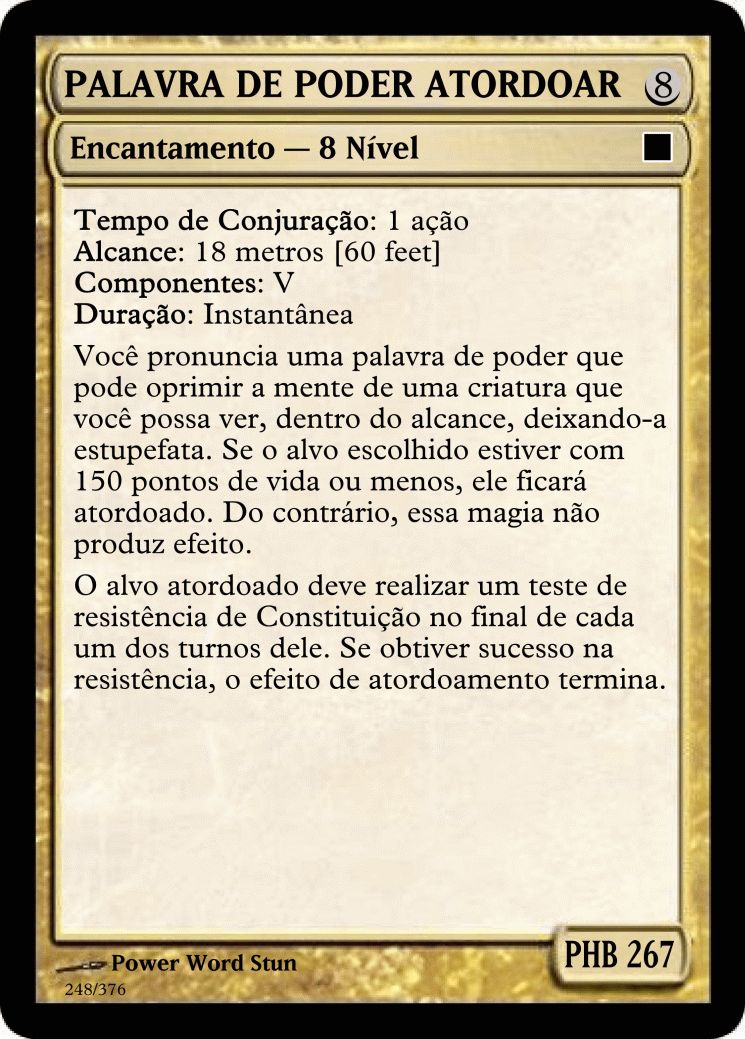 PALAVRA DE PODER ATORDOAR 8
Encantamento — 8 Nível
Tempo de Conjuração: 1 ação
Alcance: 18 metros [60 feet]
Componentes: V
Duração: Instantânea
Você pronuncia uma palavra de poder que
pode oprimir a mente de uma criatura que
você possa ver, dentro do alcance, deixando-a
estupefata. Se o alvo escolhido estiver com
150 pontos de vida ou menos, ele ficará
atordoado. Do contrário, essa magia não
produz efeito.
O alvo atordoado deve realizar um teste de
resistência de Constituição no final de cada
um dos turnos dele. Se obtiver sucesso na
resistência, o efeito de atordoamento termina.
PHB 267
Power Word Stun
248/376